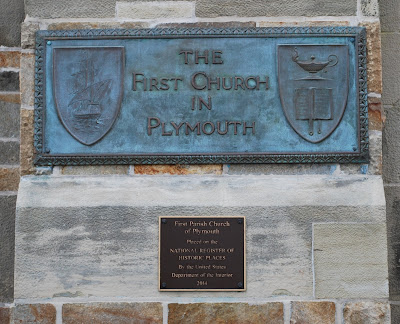 THE
FIRST CHURCH
IN
PLYMOUTH
First Parish Church
of Plymouth
Placed on the
NATIONAL REGISTER OF
HISTORIC PLACES
By the United States
Department of the Interior
2014